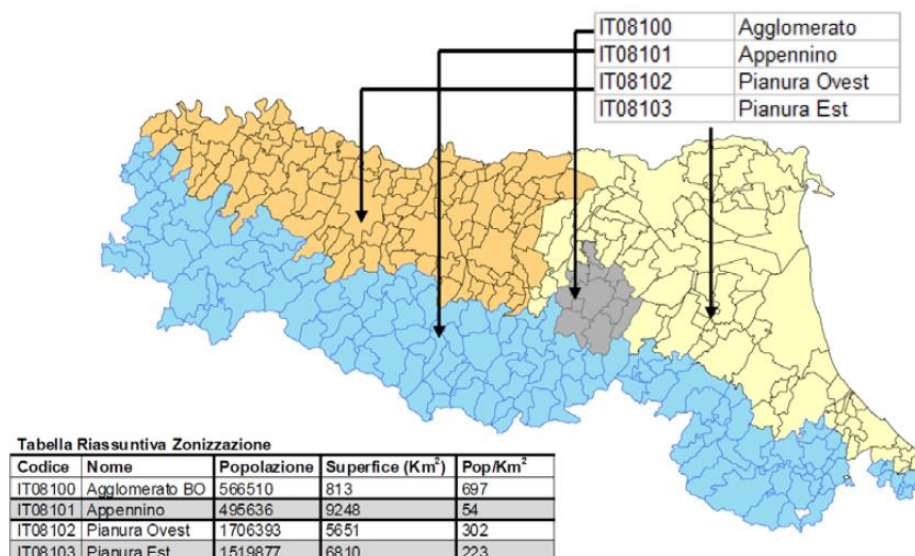 IT08100 Agglomerato
IT08101 Appennino
IT08102 Pianura Ovest
IT08103 Pianura Est
Tabella Riassuntiva Zonizzazione
Codice Nome Popolazione Superfice (Km²) Pop/Km²
IT08100 Agglomerato BO 566510 813 697
IT08101 Appennino 495636 9248 54
IT08102 Pianura Ovest 1706393 5651 302
IT08103 Pianura Est 1519877 6810 223